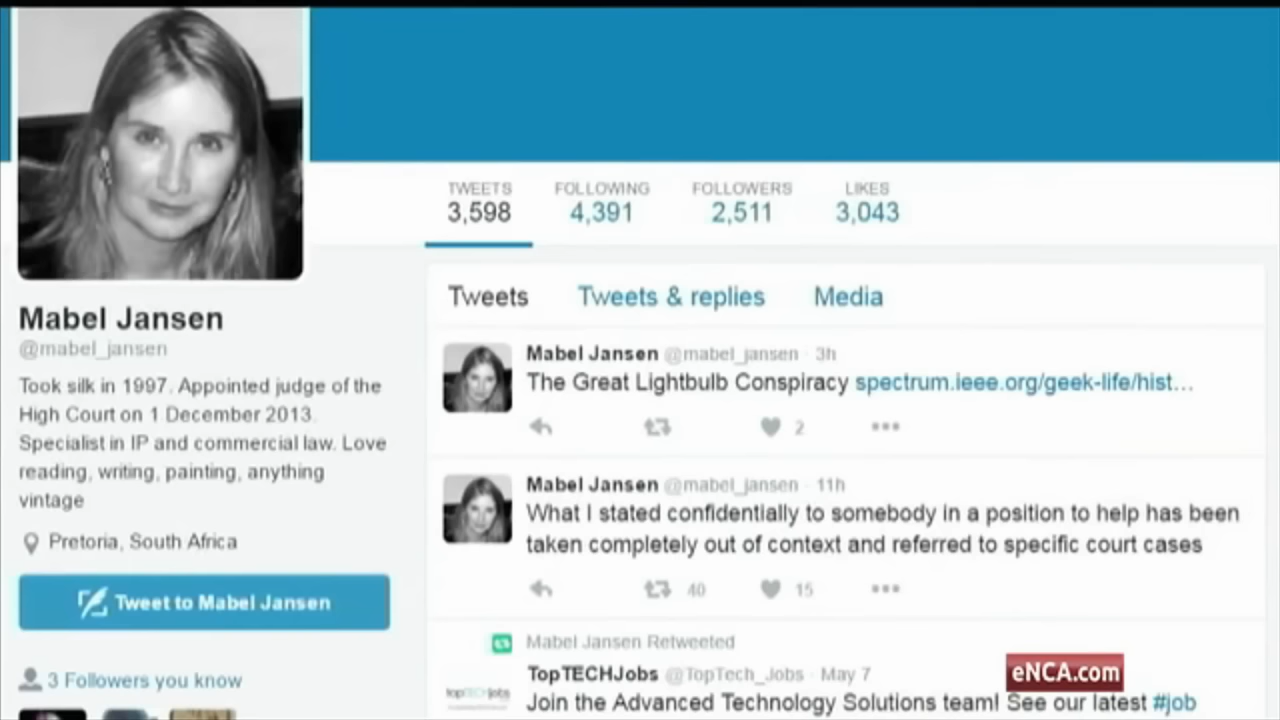 TWEETS FOLLOWING FOLLOWERS LIKES
3,598 4,391 2,511 3,043
Mabel Jansen
@mabel_jansen
Took silk in 1997. Appointed judge of the
High Court on 1 December 2013.
Specialist in IP and commercial law. Love
reading, writing, painting, anything
vintage
Pretoria, South Africa
Tweet to Mabel Jansen
3 Followers you know
Tweets Tweets & replies Media
Mabel Jansen @mabel_jansen · 3h
The Great Lightbulb Conspiracy spectrum.ieee.org/geek-life/hist…
2
Mabel Jansen @mabel_jansen · 11h
What I stated confidentially to somebody in a position to help has been
taken completely out of context and referred to specific court cases
40 15
Mabel Jansen Retweeted
TopTECHJobs @TopTech_Jobs · May 7
topTECHjobs
Join the Advanced Technology Solutions team! See our latest #job
eNCA.com